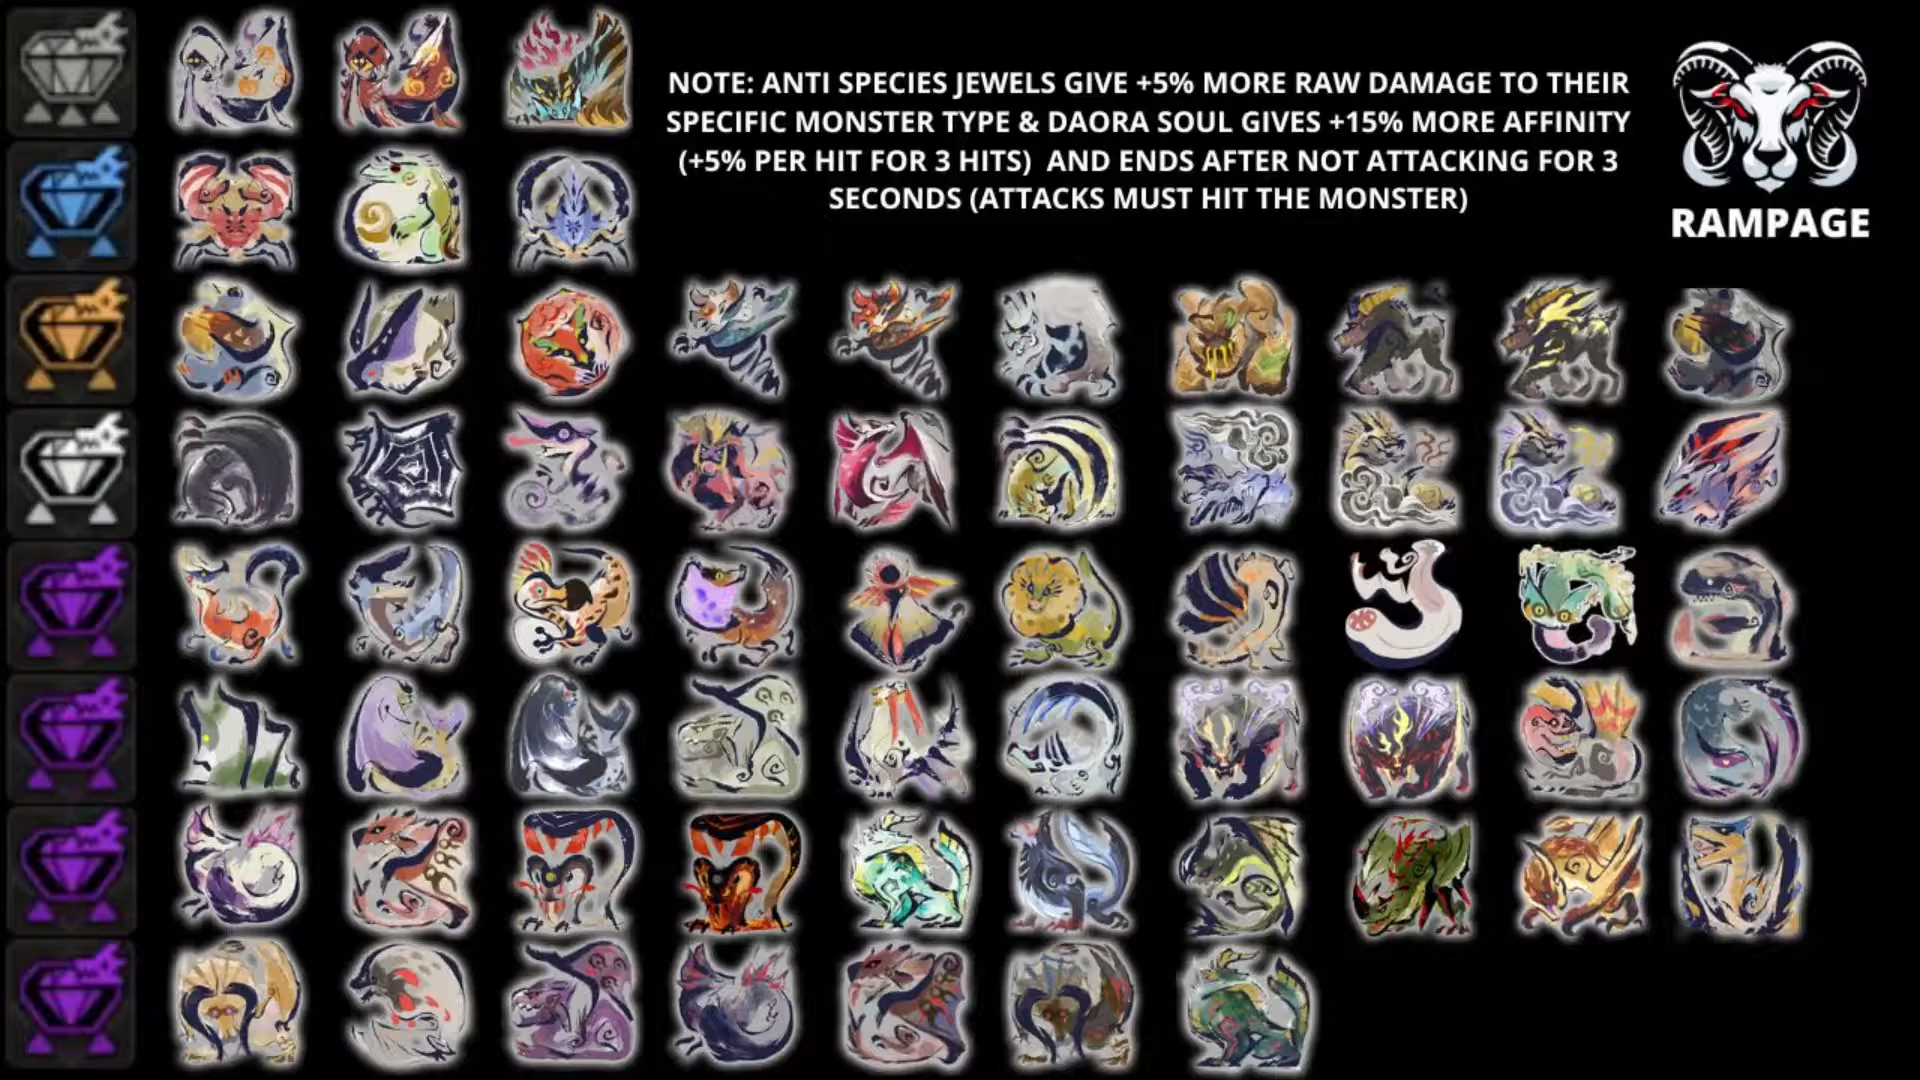 NOTE: ANTI SPECIES JEWELS GIVE +5% MORE RAW DAMAGE TO THEIR
SPECIFIC MONSTER TYPE & DAORA SOUL GIVES +15% MORE AFFINITY
(+5% PER HIT FOR 3 HITS) AND ENDS AFTER NOT ATTACKING FOR 3
SECONDS (ATTACKS MUST HIT THE MONSTER)
RAMPAGE